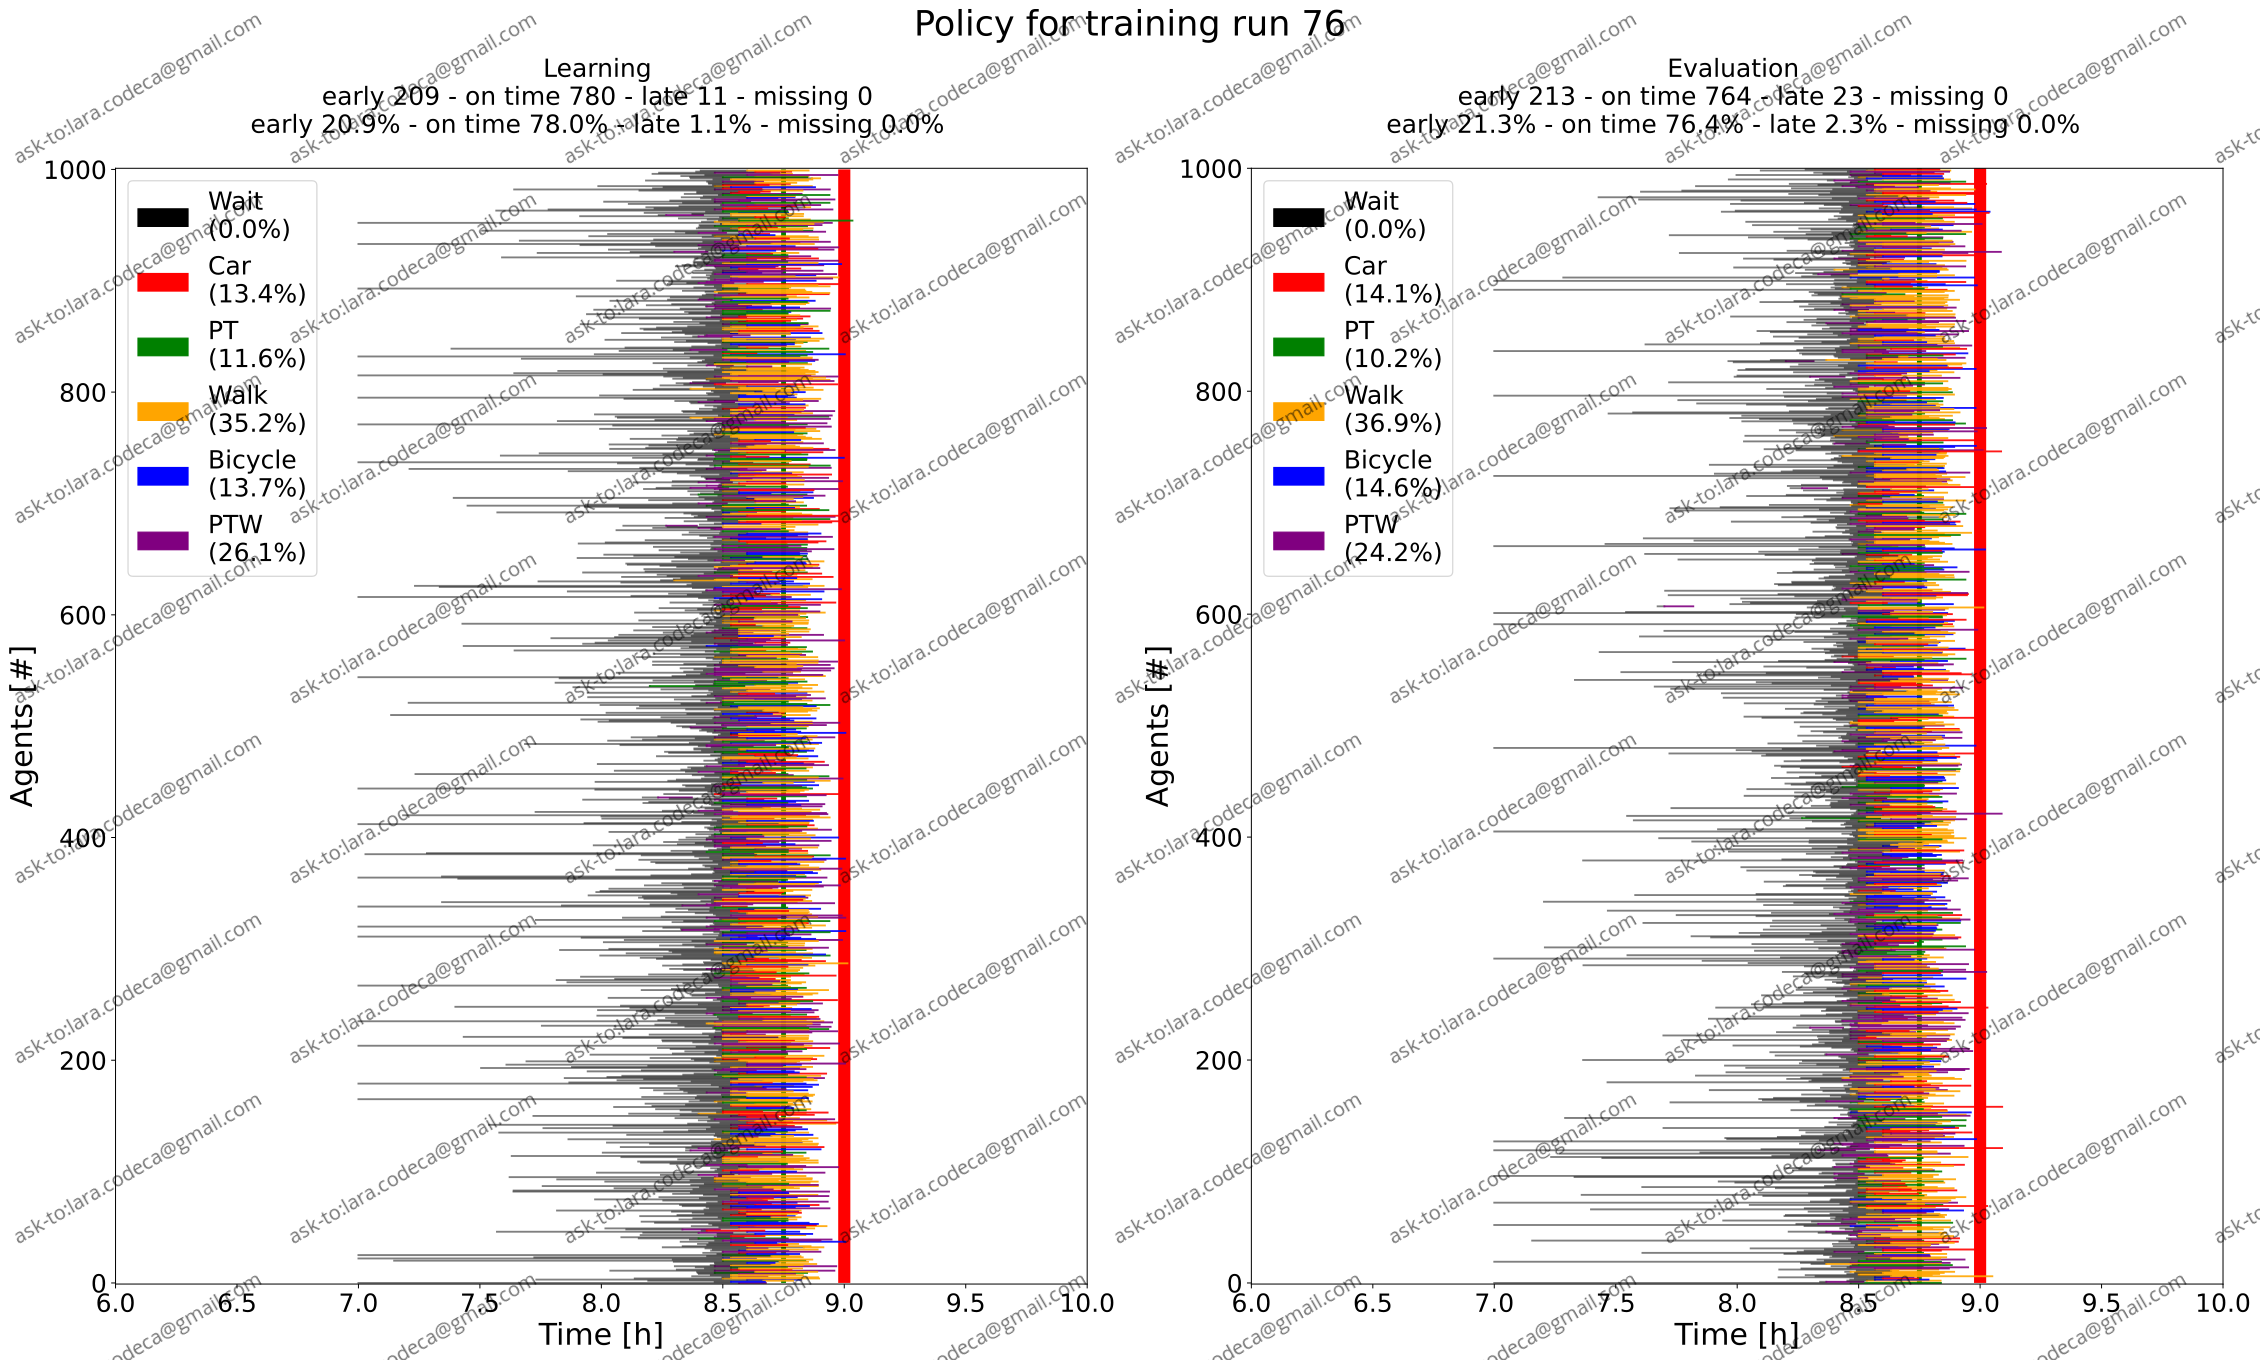 Policy for training run 76
Learning
early 209 - on time 780 - late 11 - missing 0
early 20.9% - on time 78.0% - late 1.1% - missing 0.0%
1000
800
600
400
200
0
Agents [#]
Wait
(0.0%)
Car
(13.4%)
PT
(11.6%)
Walk
(35.2%)
Bicycle
(13.7%)
PTW
(26.1%)
6.0 6.5 7.0 7.5 8.0 8.5 9.0 9.5 10.0
Time [h]
Evaluation
early 213 - on time 764 - late 23 - missing 0
early 21.3% - on time 76.4% - late 2.3% - missing 0.0%
1000
800
600
400
200
0
Agents [#]
Wait
(0.0%)
Car
(14.1%)
PT
(10.2%)
Walk
(36.9%)
Bicycle
(14.6%)
PTW
(24.2%)
6.0 6.5 7.0 7.5 8.0 8.5 9.0 9.5 10.0
Time [h]
ask-to:lara.codeca@gmail.com